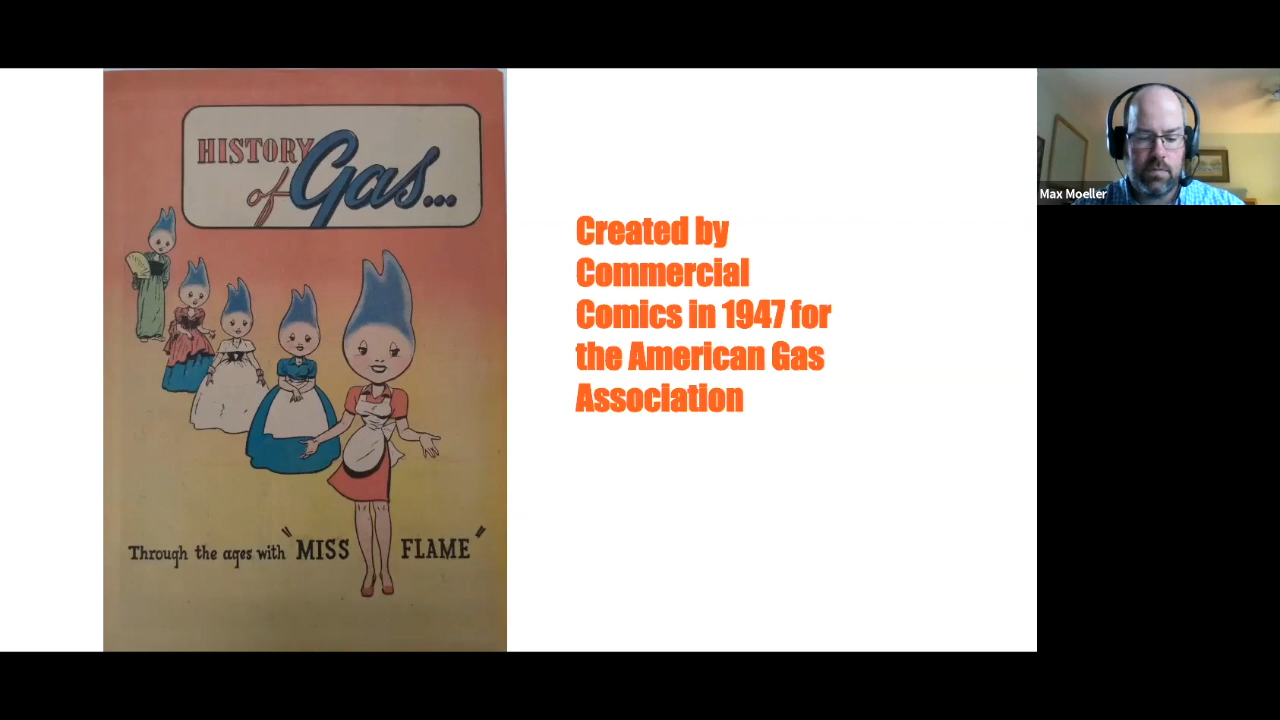 HISTORY
of Gas...
Through the ages with "MISS FLAME"
Created by
Commercial
Comics in 1947 for
the American Gas
Association
Max Moeller